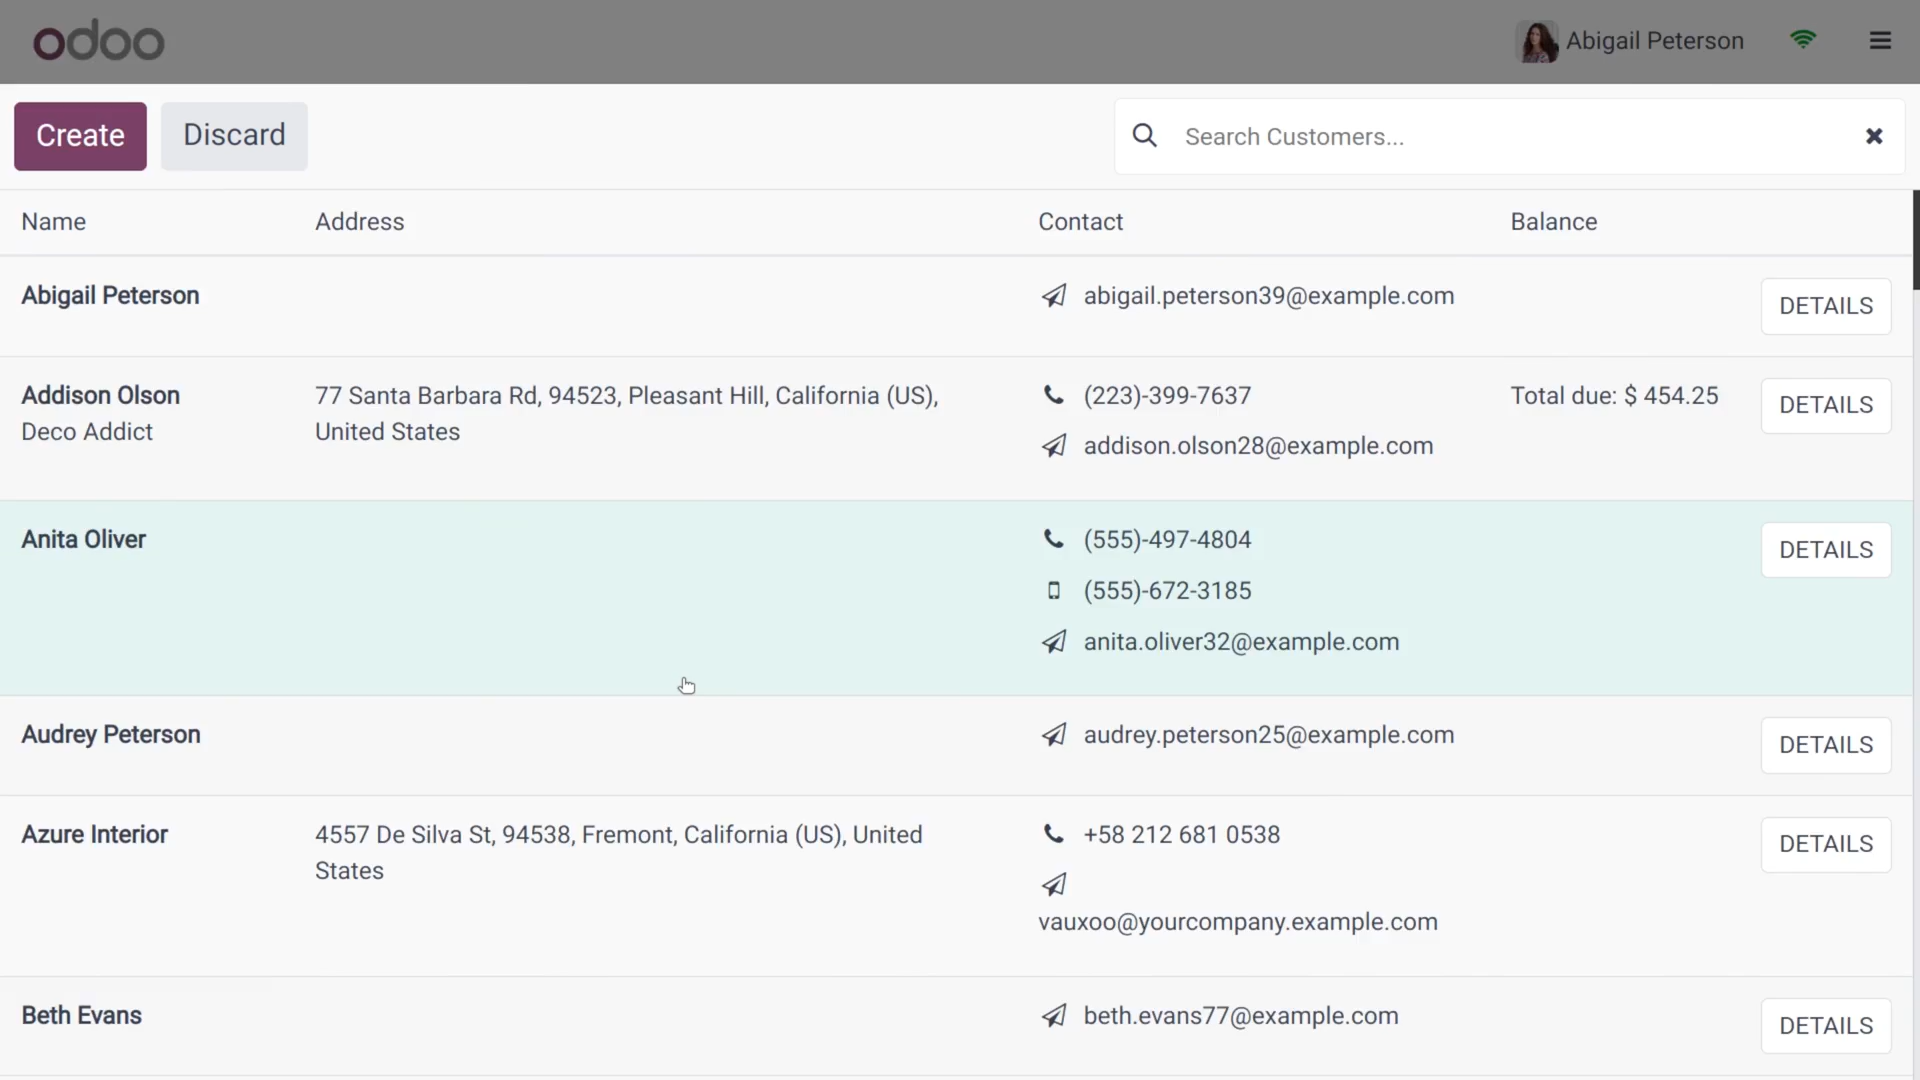 odoo
Abigail Peterson
Create
Discard
Search Customers...
Name Address Contact Balance
Abigail Peterson
abigail.peterson39@example.com
DETAILS
Addison Olson
Deco Addict
77 Santa Barbara Rd, 94523, Pleasant Hill, California (US),
United States
(223)-399-7637
addison.olson28@example.com
Total due: $ 454.25
DETAILS
Anita Oliver
(555)-497-4804
(555)-672-3185
anita.oliver32@example.com
DETAILS
Audrey Peterson
audrey.peterson25@example.com
DETAILS
Azure Interior
4557 De Silva St, 94538, Fremont, California (US), United
States
+58 212 681 0538
vauxoo@yourcompany.example.com
DETAILS
Beth Evans
beth.evans77@example.com
DETAILS